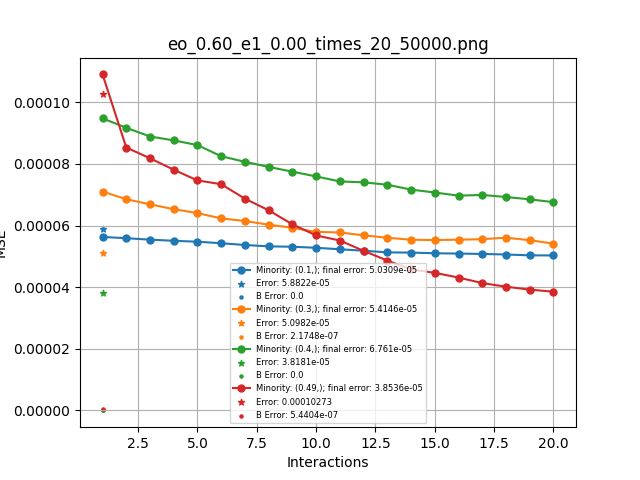 eo_0.60_e1_0.00_times_20_50000.png
MSE
0.00010
0.00008
0.00006
0.00004
0.00002
0.00000
Minority: (0.1,); final error: 5.0309e-05
Error: 5.8822e-05
B Error: 0.0
Minority: (0.3,); final error: 5.4146e-05
Error: 5.0982e-05
B Error: 2.1748e-07
Minority: (0.4,); final error: 6.761e-05
Error: 3.8181e-05
B Error: 0.0
Minority: (0.49,); final error: 3.8536e-05
Error: 0.00010273
B Error: 5.4404e-07
2.5 5.0 7.5 10.0 12.5 15.0 17.5 20.0
Interactions